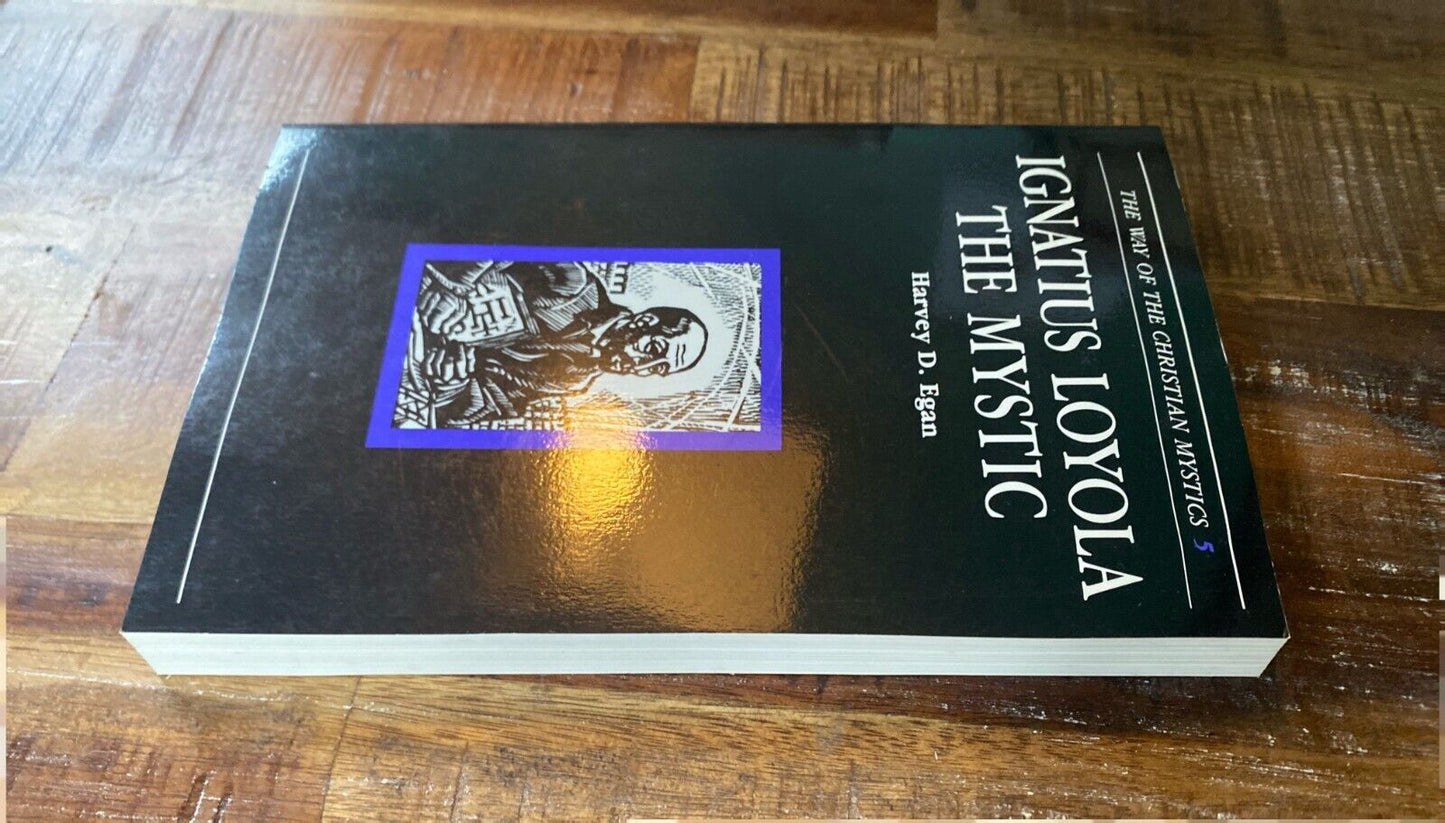 THE WAY OF THE CHRISTIAN MYSTICS 5
IGNATIUS LOYOLA
THE MYSTIC
Harvey D. Egan